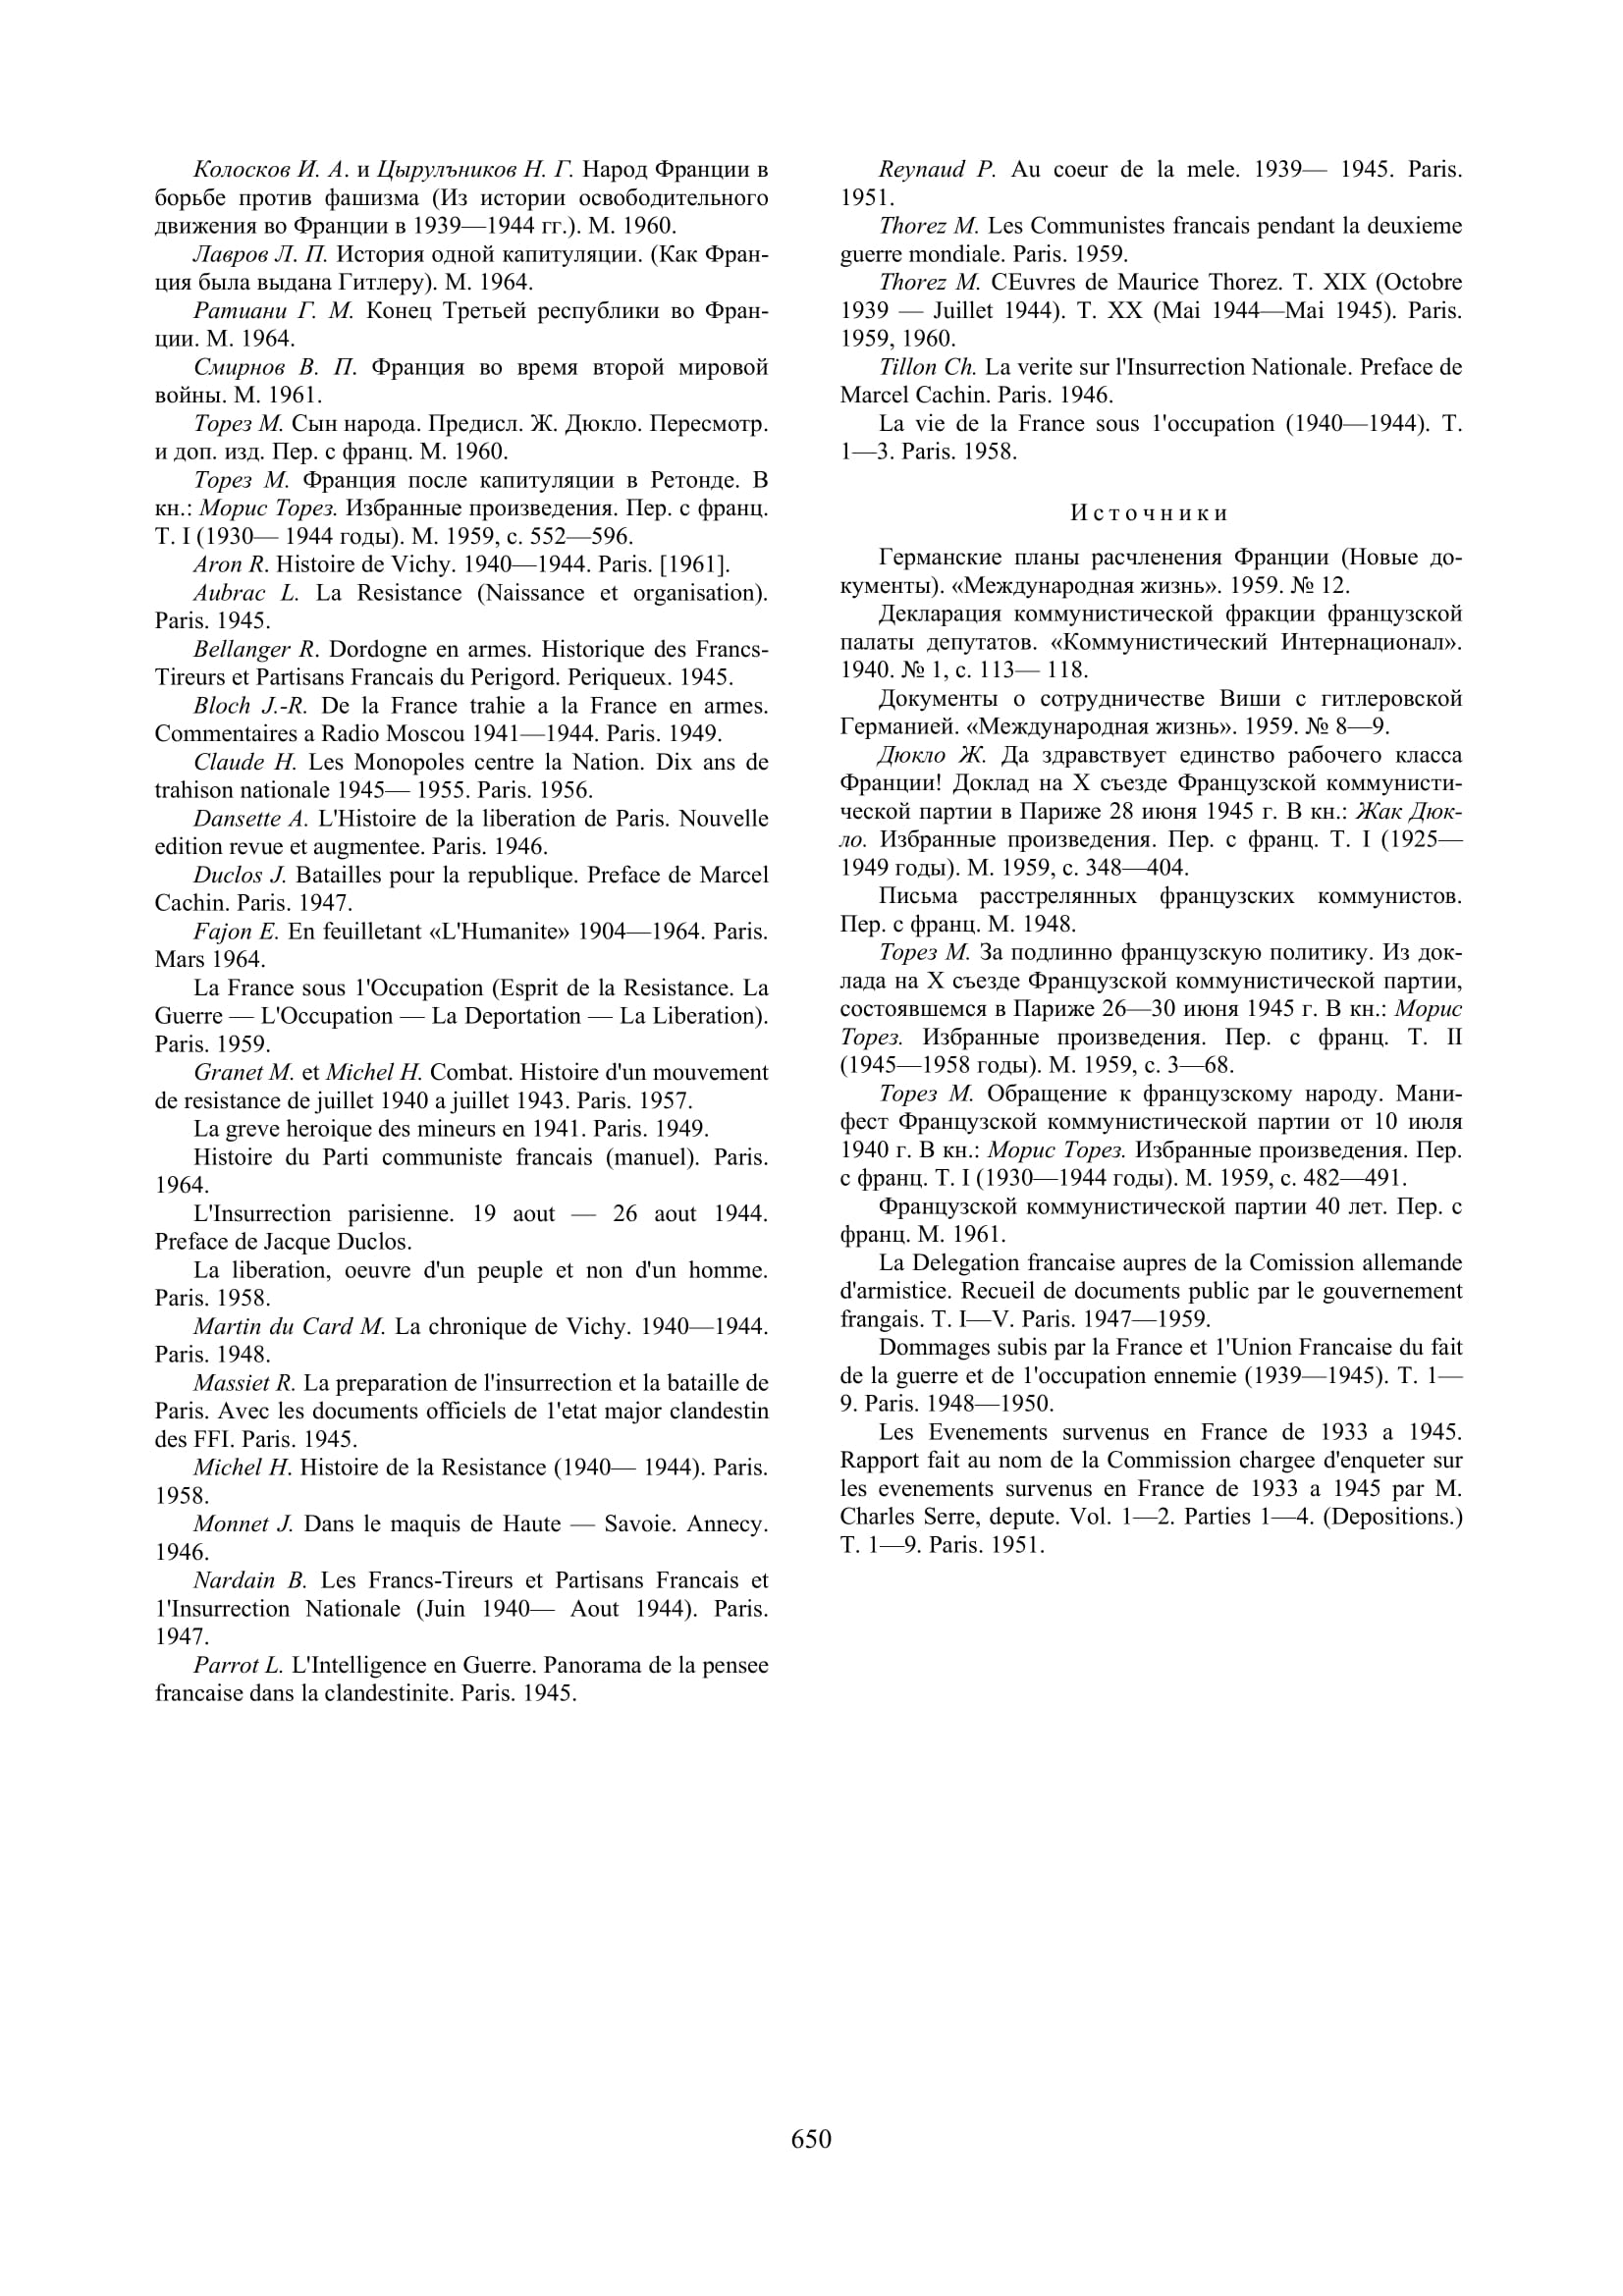 Колосков И. А. и Цырулъников Н. Г. Народ Франции в
борьбе против фашизма (Из истории освободительного
движения во Франции в 1939—1944 гг.). М. 1960.
Лавров Л. П. История одной капитуляции. (Как Фран-
ция была выдана Гитлеру). М. 1964.
Ратиани Г. М. Конец Третьей республики во Фран-
ции. М. 1964.
Смирнов В. П. Франция во время второй мировой
войны. М. 1961.
Торез М. Сын народа. Предисл. Ж. Дюкло. Пересмотр.
и доп. изд. Пер. с франц. М. 1960.
Торез М. Франция после капитуляции в Ретонде. В
кн.: Морис Торез. Избранные произведения. Пер. с франц.
Т. I (1930— 1944 годы). М. 1959, с. 552—596.
Aron R. Histoire de Vichy. 1940—1944. Paris. [1961].
Aubrac L. La Resistance (Naissance et organisation).
Paris. 1945.
Bellanger R. Dordogne en armes. Historique des Francs-
Tireurs et Partisans Francais du Perigord. Periqueux. 1945.
Bloch J.-R. De la France trahie a la France en armes.
Commentaires a Radio Moscou 1941—1944. Paris. 1949.
Claude H. Les Monopoles centre la Nation. Dix ans de
trahison nationale 1945— 1955. Paris. 1956.
Dansette A. L'Histoire de la liberation de Paris. Nouvelle
edition revue et augmentee. Paris. 1946.
Duclos J. Batailles pour la republique. Preface de Marcel
Cachin. Paris. 1947.
Fajon E. En feuilletant «L'Humanite» 1904—1964. Paris.
Mars 1964.
La France sous 1'Occupation (Esprit de la Resistance. La
Guerre — L'Occupation — La Deportation — La Liberation).
Paris. 1959.
Granet M. et Michel H. Combat. Histoire d'un mouvement
de resistance de juillet 1940 a juillet 1943. Paris. 1957.
La greve heroique des mineurs en 1941. Paris. 1949.
Histoire du Parti communiste francais (manuel). Paris.
1964.
L'Insurrection parisienne. 19 aout — 26 aout 1944.
Preface de Jacque Duclos.
La liberation, oeuvre d'un peuple et non d'un homme.
Paris. 1958.
Martin du Card M. La chronique de Vichy. 1940—1944.
Paris. 1948.
Massiet R. La preparation de l'insurrection et la bataille de
Paris. Avec les documents officiels de 1'etat major clandestin
des FFI. Paris. 1945.
Michel H. Histoire de la Resistance (1940— 1944). Paris.
1958.
Monnet J. Dans le maquis de Haute — Savoie. Annecy.
1946.
Nardain B. Les Francs-Tireurs et Partisans Francais et
1'Insurrection Nationale (Juin 1940— Aout 1944). Paris.
1947.
Parrot L. L'Intelligence en Guerre. Panorama de la pensee
francaise dans la clandestinite. Paris. 1945.
Reynaud P. Au coeur de la mele. 1939— 1945. Paris.
1951.
Thorez M. Les Communistes francais pendant la deuxieme
guerre mondiale. Paris. 1959.
Thorez M. CEuvres de Maurice Thorez. T. XIX (Octobre
1939 — Juillet 1944). T. XX (Mai 1944—Mai 1945). Paris.
1959, 1960.
Tillon Ch. La verite sur l'Insurrection Nationale. Preface de
Marcel Cachin. Paris. 1946.
La vie de la France sous 1'occupation (1940—1944). T.
1—3. Paris. 1958.
Источники
Германские планы расчленения Франции (Новые до-
кументы). «Международная жизнь». 1959. № 12.
Декларация коммунистической фракции французской
палаты депутатов. «Коммунистический Интернационал».
1940. № 1, с. 113— 118.
Документы о сотрудничестве Виши с гитлеровской
Германией. «Международная жизнь». 1959. № 8—9.
Дюкло Ж. Да здравствует единство рабочего класса
Франции! Доклад на X съезде Французской коммунисти-
ческой партии в Париже 28 июня 1945 г. В кн.: Жак Дюк-
ло. Избранные произведения. Пер. с франц. Т. I (1925—
1949 годы). М. 1959, с. 348—404.
Письма расстрелянных французских коммунистов.
Пер. с франц. М. 1948.
Торез М. За подлинно французскую политику. Из док-
лада на X съезде Французской коммунистической партии,
состоявшемся в Париже 26—30 июня 1945 г. В кн.: Морис
Торез. Избранные произведения. Пер. с франц. Т. II
(1945—1958 годы). М. 1959, с. 3—68.
Торез М. Обращение к французскому народу. Мани-
фест Французской коммунистической партии от 10 июля
1940 г. В кн.: Морис Торез. Избранные произведения. Пер.
с франц. Т. I (1930—1944 годы). М. 1959, с. 482—491.
Французской коммунистической партии 40 лет. Пер. с
франц. М. 1961.
La Delegation francaise aupres de la Comission allemande
d'armistice. Recueil de documents public par le gouvernement
frangais. T. I—V. Paris. 1947—1959.
Dommages subis par la France et 1'Union Francaise du fait
de la guerre et de 1'occupation ennemie (1939—1945). T. 1—
9. Paris. 1948—1950.
Les Evenements survenus en France de 1933 a 1945.
Rapport fait au nom de la Commission chargee d'enqueter sur
les evenements survenus en France de 1933 a 1945 par M.
Charles Serre, depute. Vol. 1—2. Parties 1—4. (Depositions.)
T. 1—9. Paris. 1951.
650